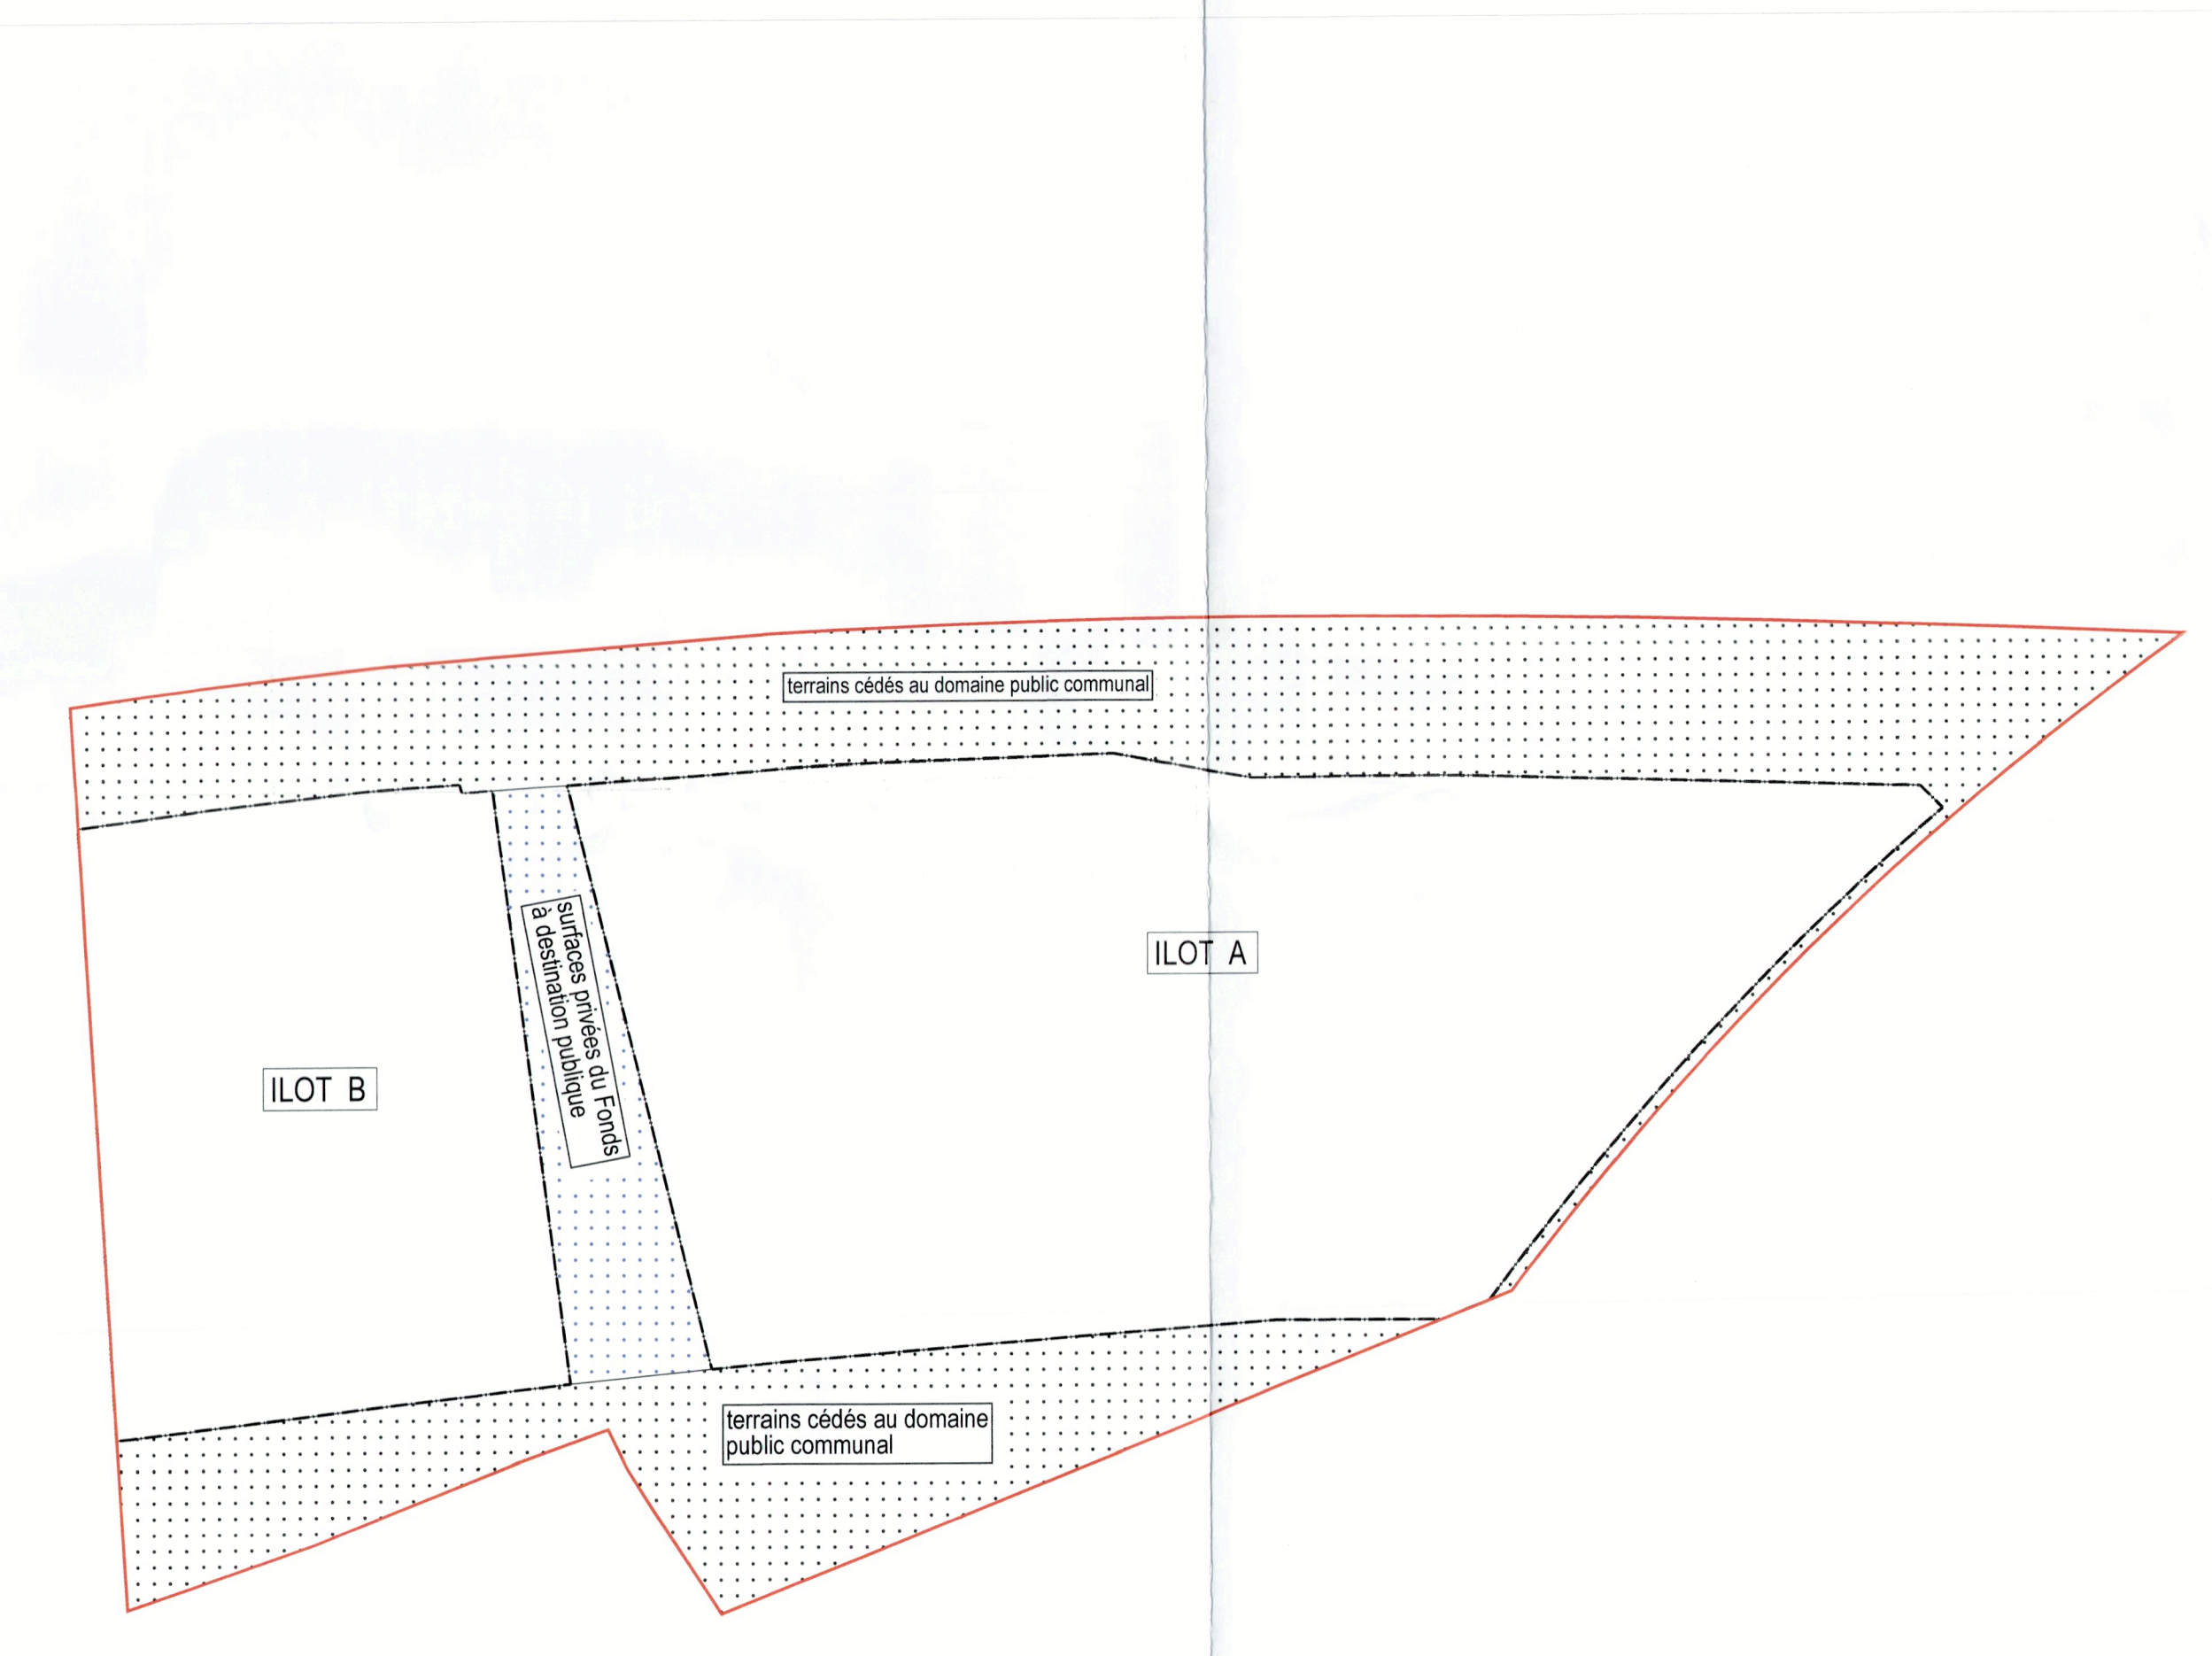 terrains cédés au domaine public communal
surfaces privées du Fonds
à destination publique
ILOT A
ILOT B
terrains cédés au domaine
public communal